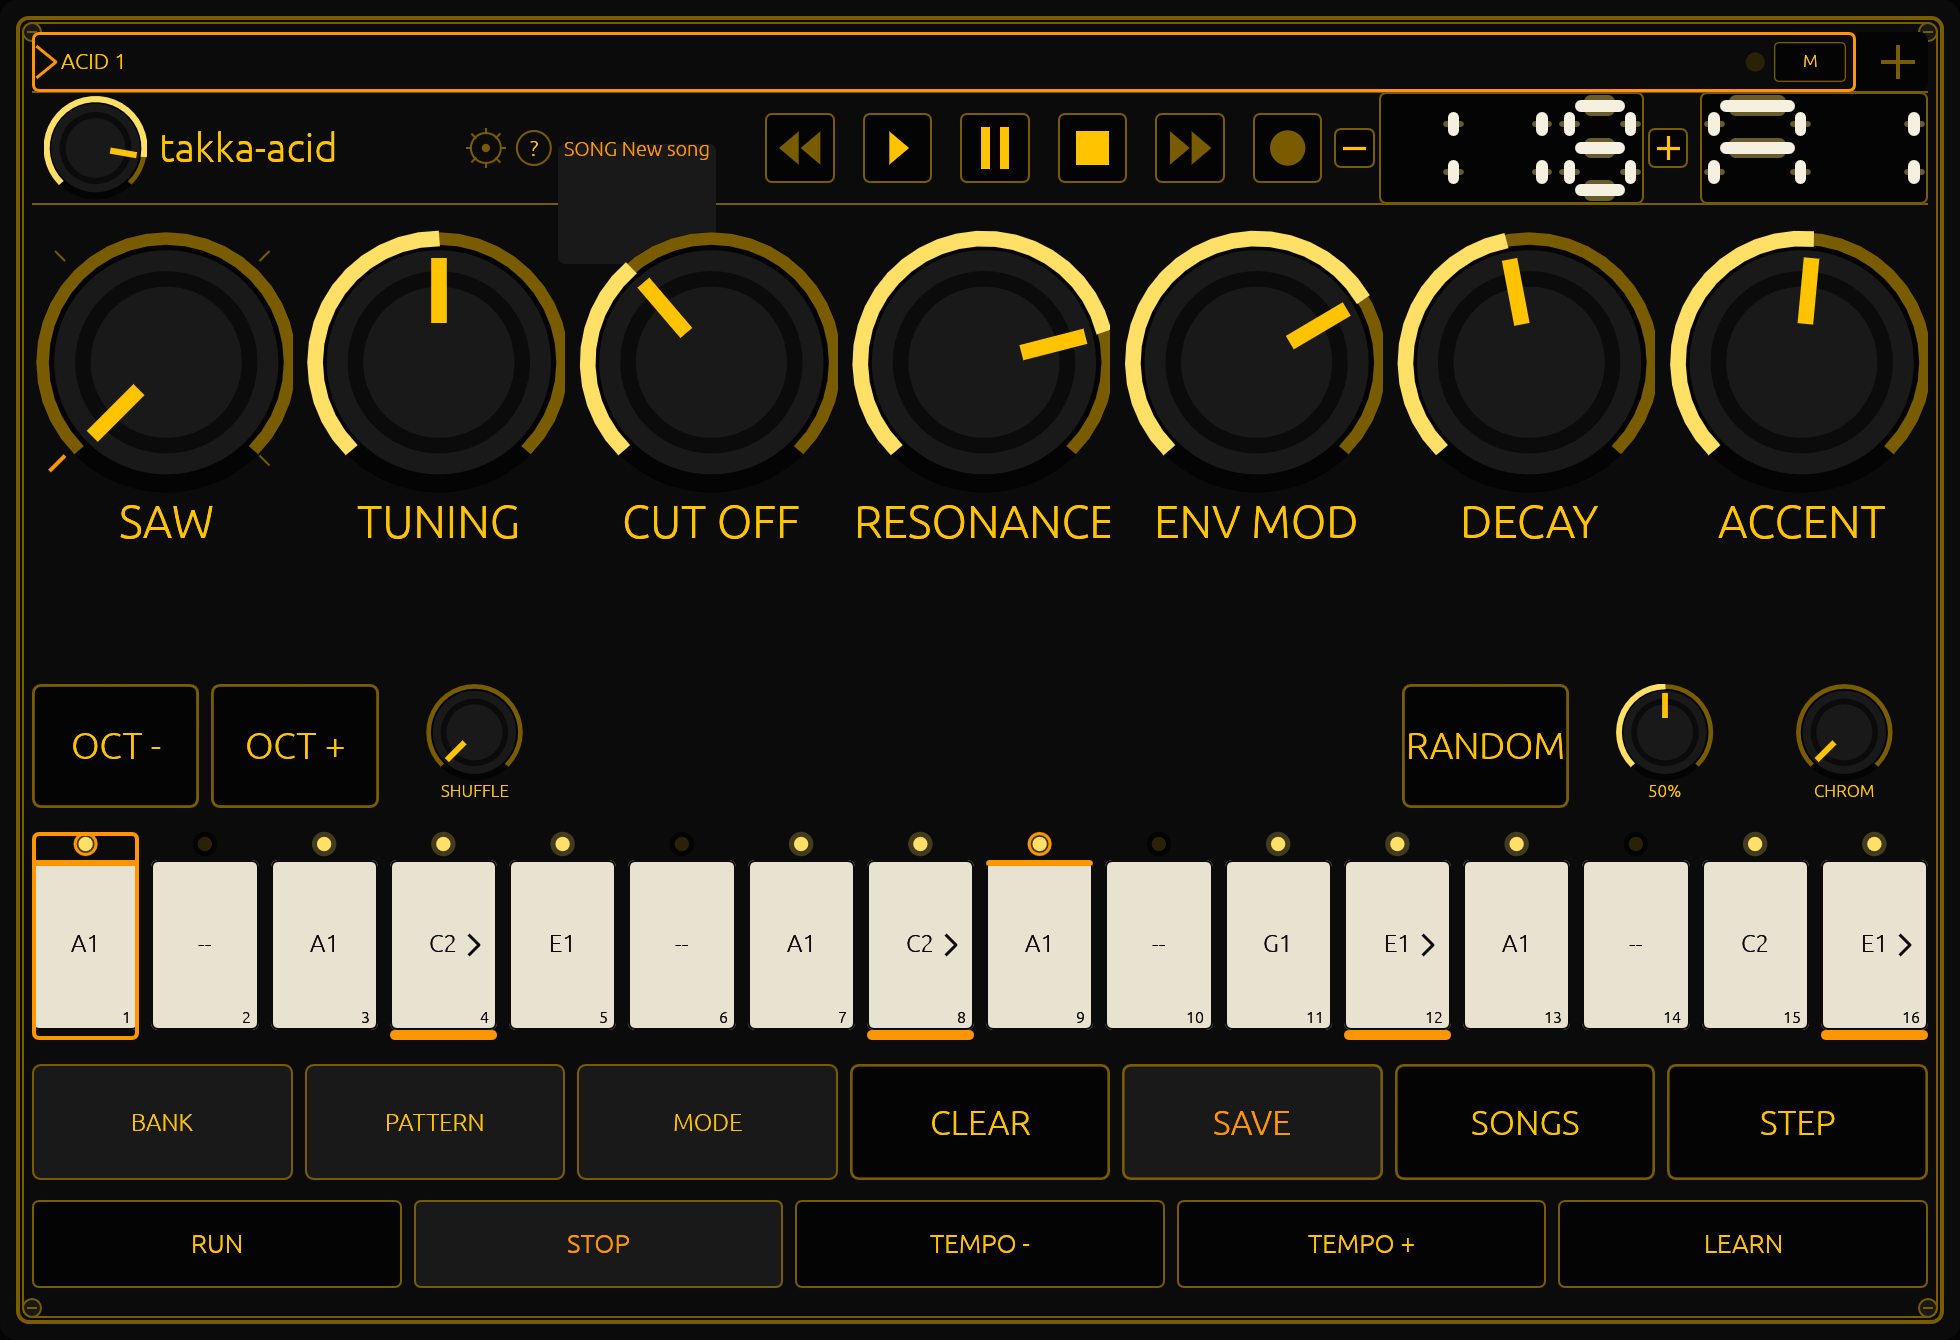 ACID 1
M
takka-acid
?
SONG New song
SAW
TUNING
CUT OFF
RESONANCE
ENV MOD
DECAY
ACCENT
OCT -
OCT +
SHUFFLE
RANDOM
50%
CHROM
A1
--
A1
C2
E1
--
A1
C2
A1
--
G1
E1
A1
--
C2
E1
1
2
3
4
5
6
7
8
9
10
11
12
13
14
15
16
BANK
PATTERN
MODE
CLEAR
SAVE
SONGS
STEP
RUN
STOP
TEMPO -
TEMPO +
LEARN